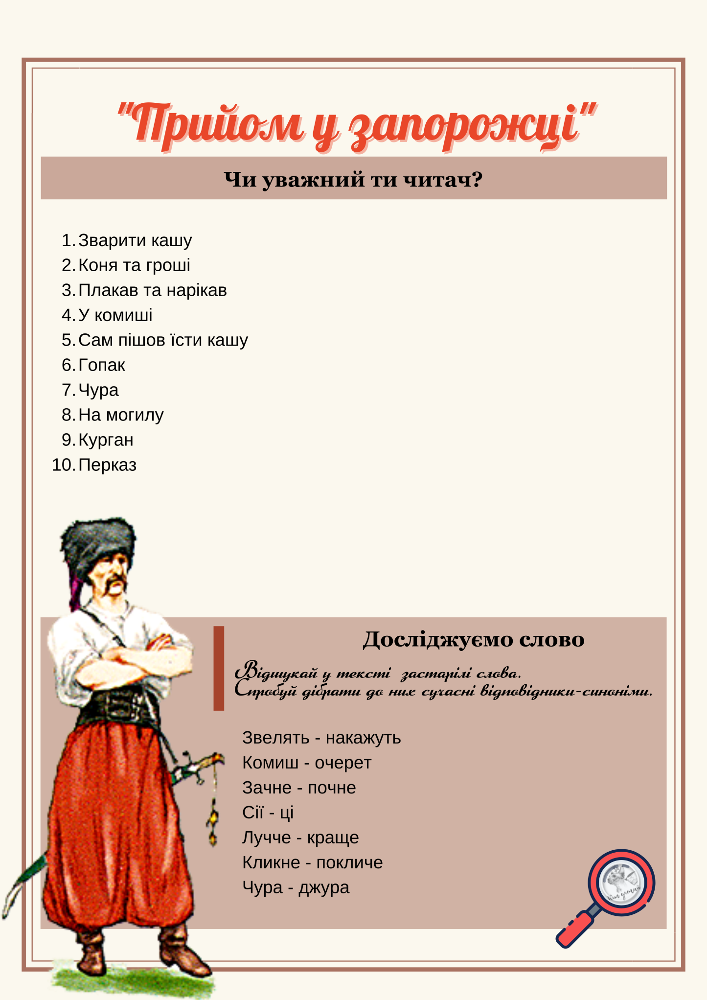 "Прийом у запорожці"
Чи уважний ти читач?
1. Зварити кашу
2. Коня та гроші
3. Плакав та нарікав
4. У комиші
5. Сам пішов їсти кашу
6. Гопак
7. Чура
8. На могилу
9. Курган
10. Перказ
Досліджуємо слово
Відшукай у тексті застарілі слова.
Спробуй дібрати до них сучасні відповідники-синоніми.
Звелять - накажуть
Комиш - очерет
Зачне - почне
Сії - ці
Лучче - краще
Кликне - покличе
Чура - джура
Кіт учений